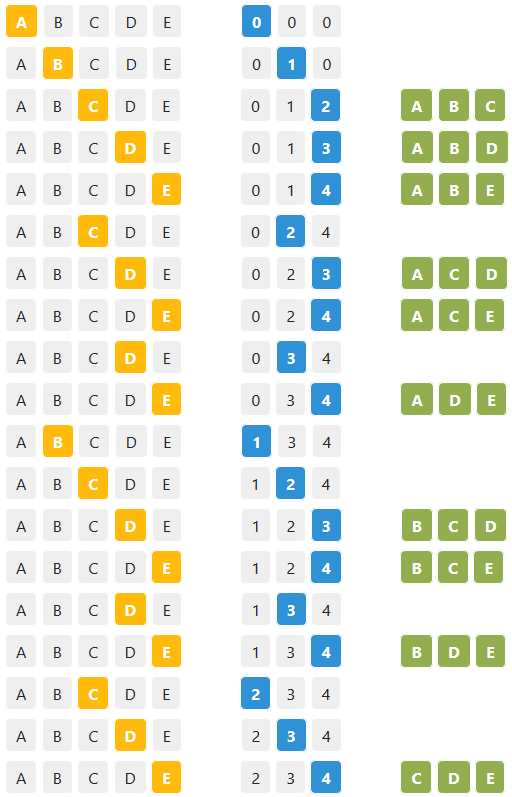 A B C D E 0 0 0
A B C D E 0 1 0
A B C D E 0 1 2 A B C
A B C D E 0 1 3 A B D
A B C D E 0 1 4 A B E
A B C D E 0 2 4
A B C D E 0 2 3 A C D
A B C D E 0 2 4 A C E
A B C D E 0 3 4
A B C D E 0 3 4 A D E
A B C D E 1 3 4
A B C D E 1 2 4
A B C D E 1 2 3 B C D
A B C D E 1 2 4 B C E
A B C D E 1 3 4
A B C D E 1 3 4 B D E
A B C D E 2 3 4
A B C D E 2 3 4
A B C D E 2 3 4 C D E